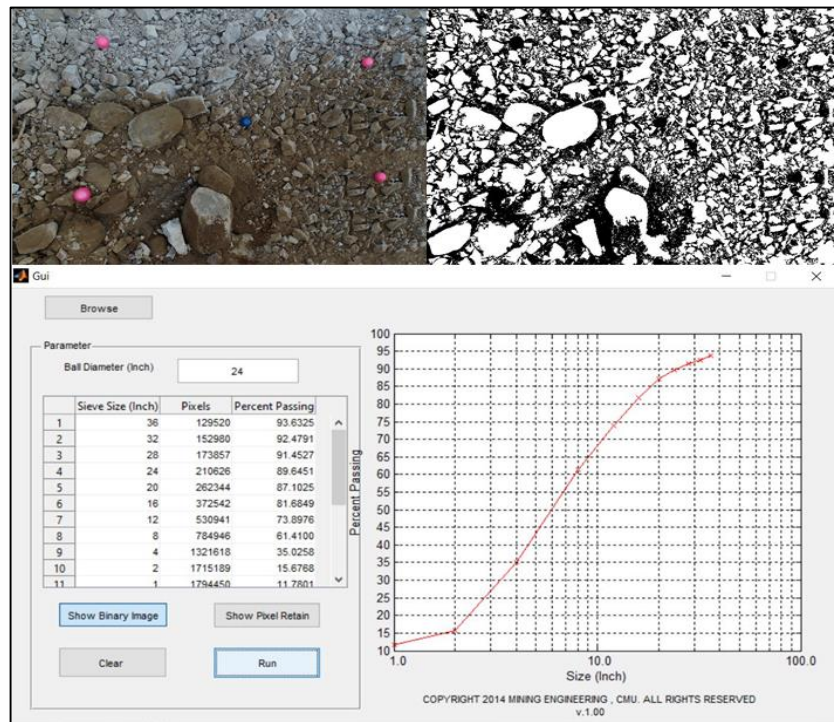 Gui
Browse
Parameter
Ball Diameter (Inch)
24
Sieve Size (Inch) Pixels Percent Passing
1 36 129520 93.6325
2 32 152980 92.4791
3 28 173857 91.4527
4 24 210626 89.6451
5 20 262344 87.1025
6 16 372542 81.6849
7 12 530941 73.8976
8 8 784946 61.4100
9 4 1321618 35.0258
10 2 1715189 15.6768
11 1 1794450 11.7801
Show Binary Image
Show Pixel Retain
Clear
Run
100
95
90
85
80
75
70
65
60
55
50
45
40
35
30
25
20
15
10
Percent Passing
1.0 10.0 100.0
Size (Inch)
COPYRIGHT 2014 MINING ENGINEERING , CMU. ALL RIGHTS RESERVED
v.1.00